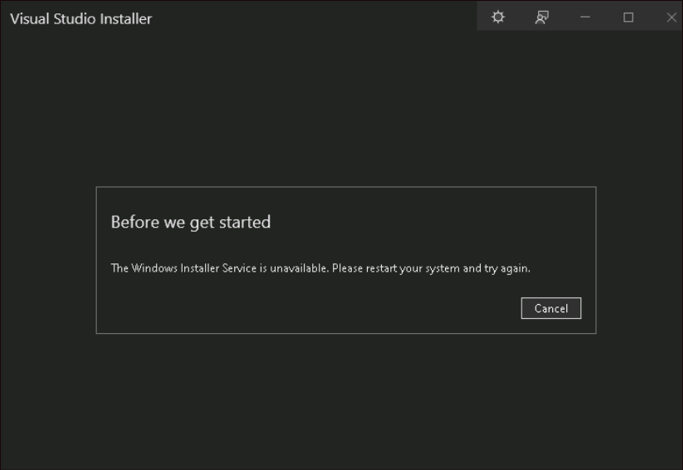 Visual Studio Installer
Before we get started
The Windows Installer Service is unavailable. Please restart your system and try again.
Cancel